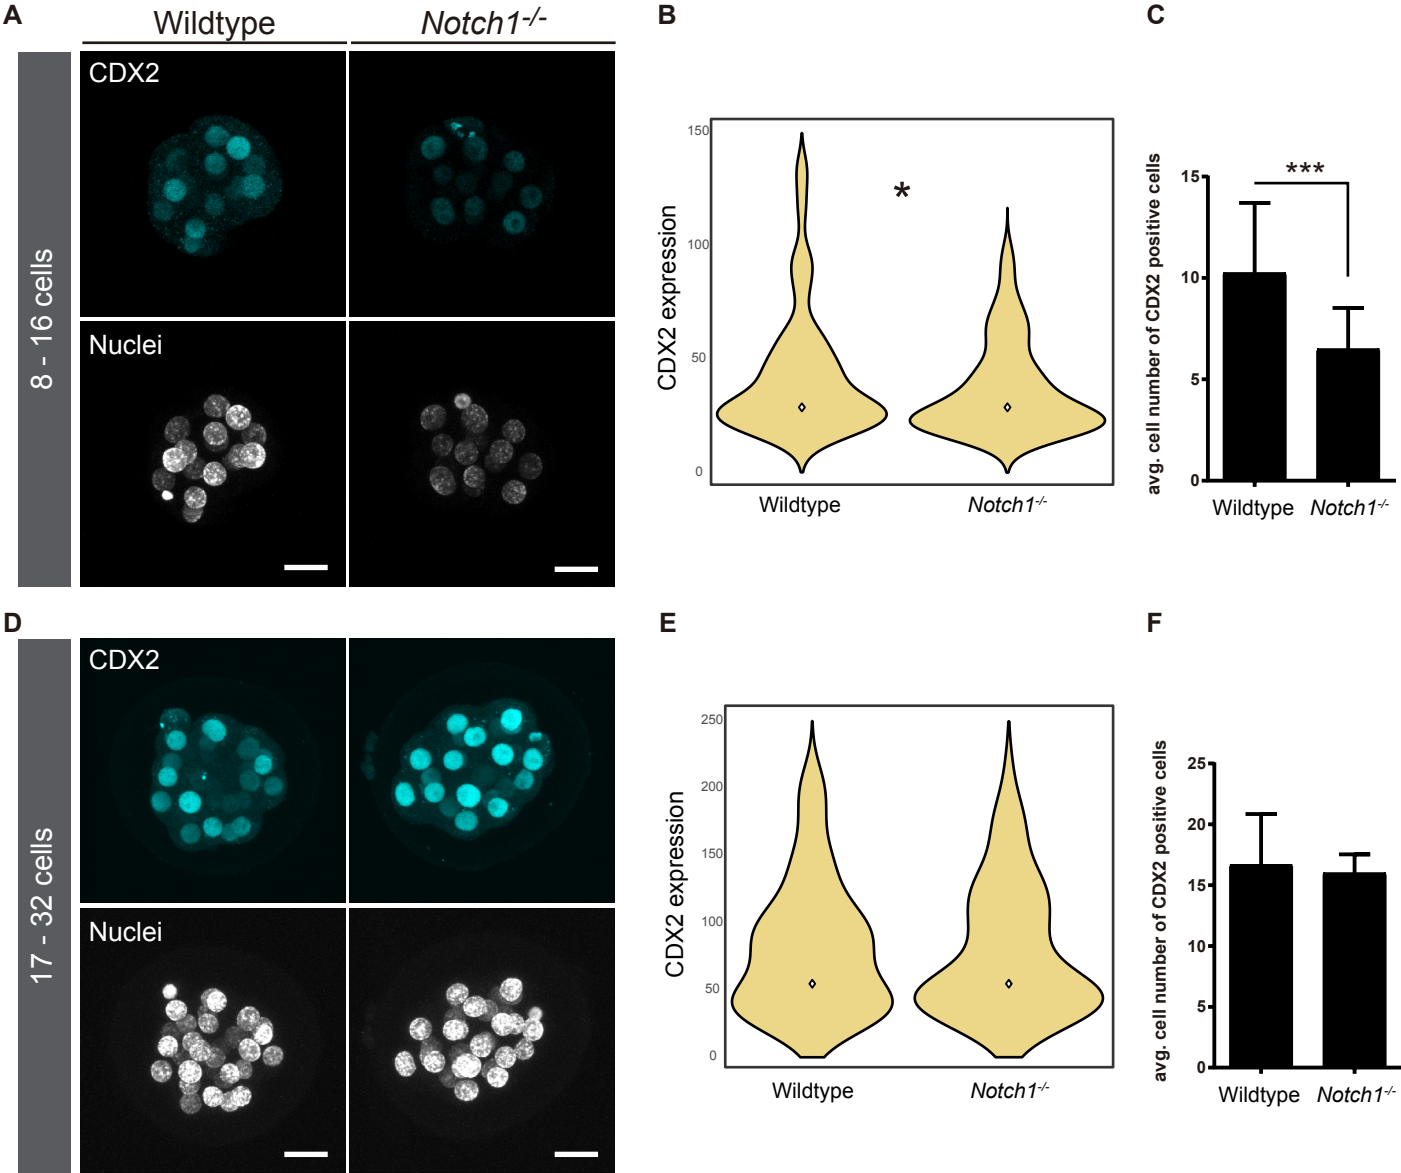 A
Wildtype
Notch1-/-
8 - 16 cells
CDX2
Nuclei
B
CDX2 expression
150
100
50
0
*
Wildtype
Notch1-/-
C
avg. cell number of CDX2 positive cells
15
10
5
0
***
Wildtype
Notch1-/-
D
17 - 32 cells
CDX2
Nuclei
E
CDX2 expression
250
200
150
100
50
0
Wildtype
Notch1-/-
F
avg. cell number of CDX2 positive cells
25
20
15
10
5
0
Wildtype
Notch1-/-